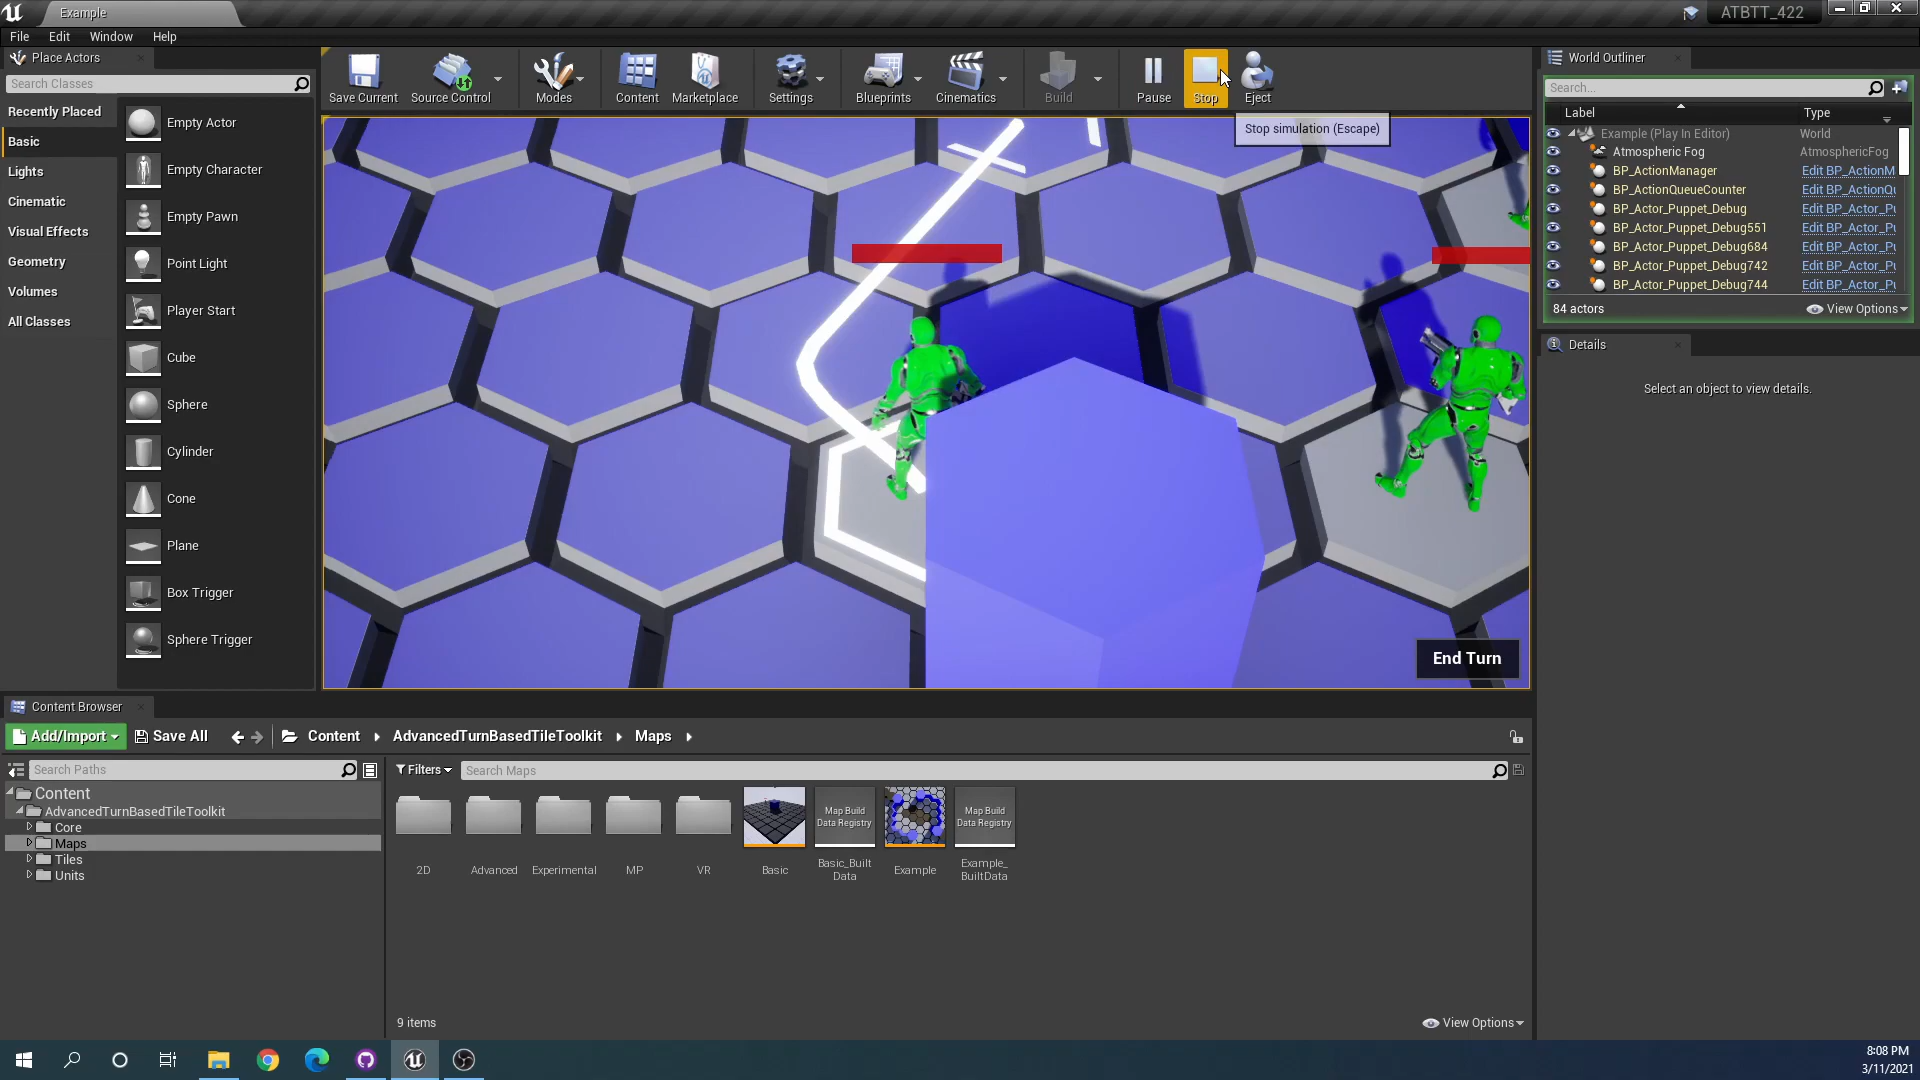 Example
ATBTT_422
File Edit Window Help
Place Actors
Search Classes
Recently Placed
Basic
Lights
Cinematic
Visual Effects
Geometry
Volumes
All Classes
Empty Actor
Empty Character
Empty Pawn
Point Light
Player Start
Cube
Sphere
Cylinder
Cone
Plane
Box Trigger
Sphere Trigger
Save Current
Source Control
Modes
Content
Marketplace
Settings
Blueprints
Cinematics
Build
Pause
Stop
Eject
Stop simulation (Escape)
End Turn
World Outliner
Search...
Label Type
Example (Play In Editor) World
Atmospheric Fog AtmosphericFog
BP_ActionManager Edit BP_ActionM
BP_ActionQueueCounter Edit BP_ActionQu
BP_Actor_Puppet_Debug Edit BP_Actor_Pu
BP_Actor_Puppet_Debug551 Edit BP_Actor_Pu
BP_Actor_Puppet_Debug684 Edit BP_Actor_Pu
BP_Actor_Puppet_Debug742 Edit BP_Actor_Pu
BP_Actor_Puppet_Debug744 Edit BP_Actor_Pu
84 actors View Options
Details
Select an object to view details.
Content Browser
Add/Import Save All Content AdvancedTurnBasedTileToolkit Maps
Search Paths
Content
AdvancedTurnBasedTileToolkit
Core
Maps
Tiles
Units
Filters Search Maps
Map Build
Data Registry
Map Build
Data Registry
2D
Advanced
Experimental
MP
VR
Basic
Basic_Built
Data
Example
Example_
BuiltData
9 items View Options
8:08 PM
3/11/2021